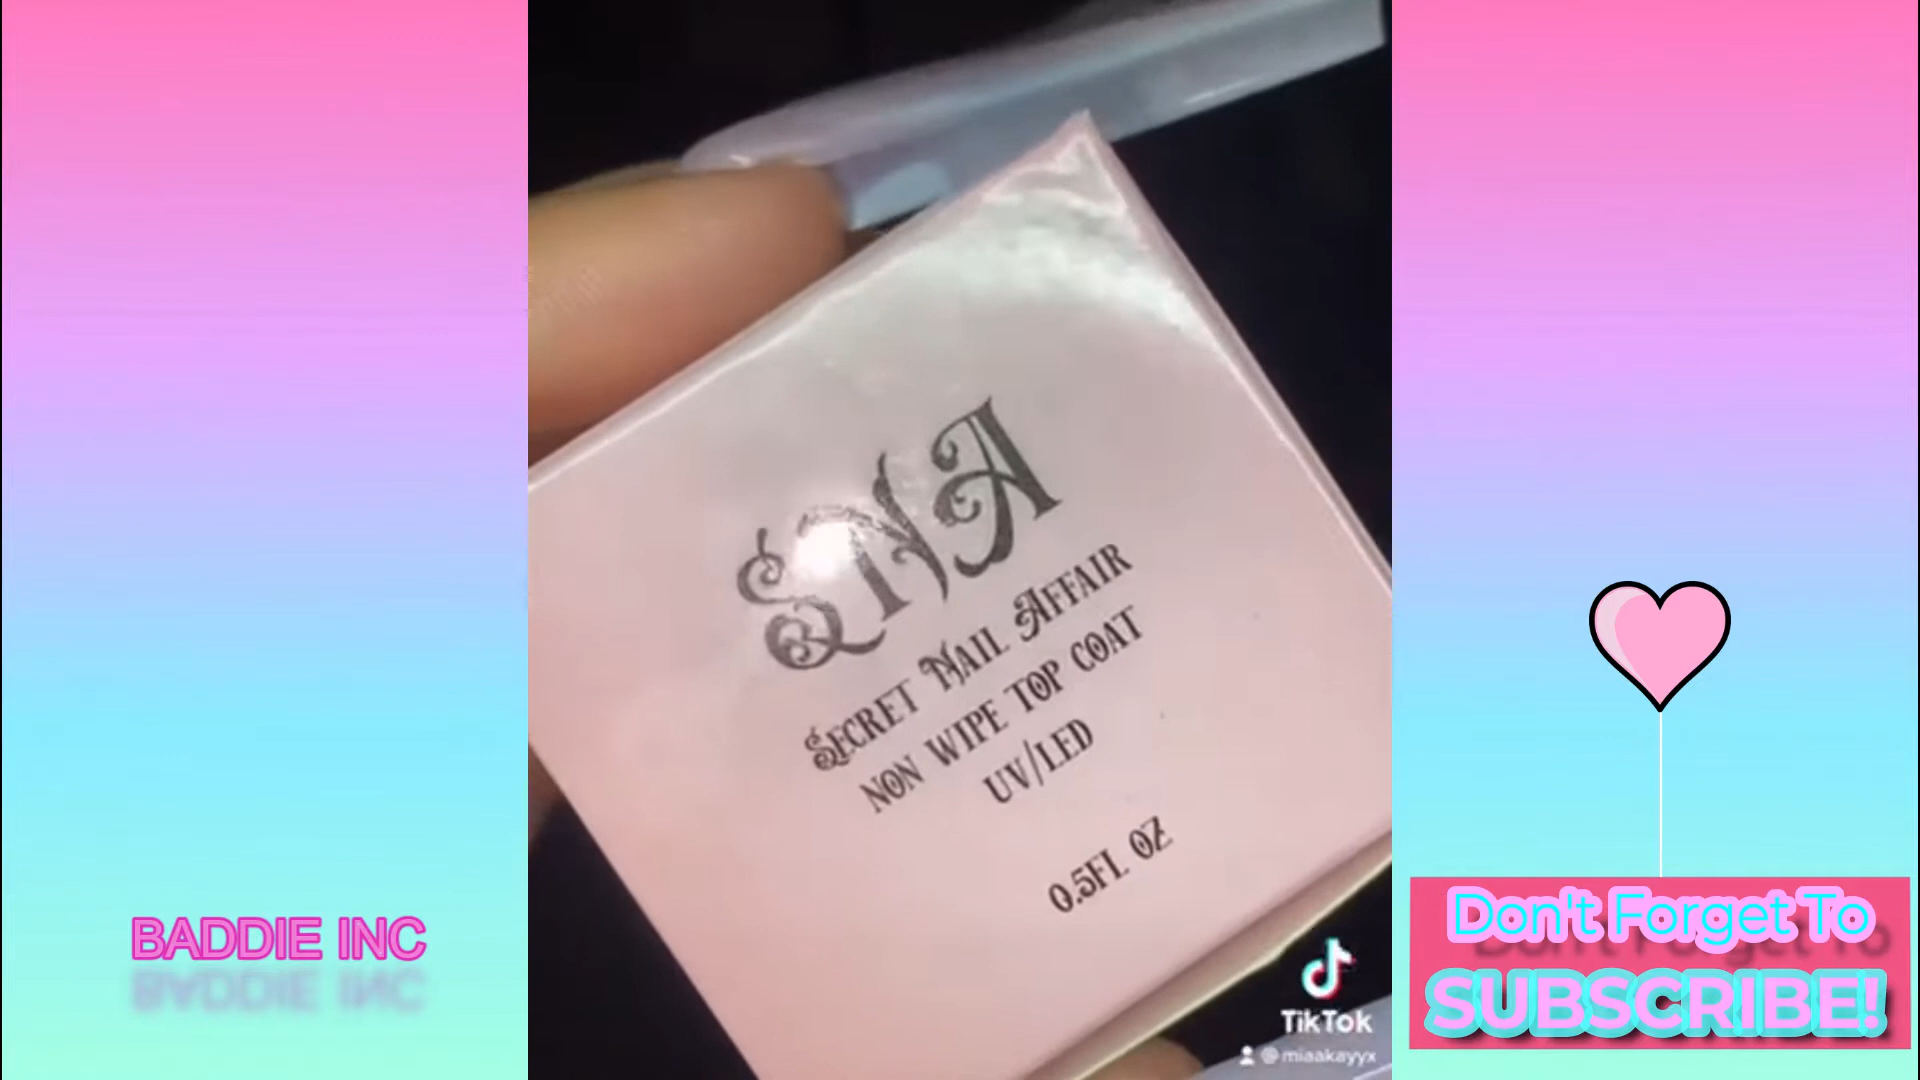 SNA
SECRET NAIL AFFAIR
NON WIPE TOP COAT
UV/LED
0.5FL OZ
TikTok
@miaakayyx
BADDIE INC
Don't Forget To
SUBSCRIBE!